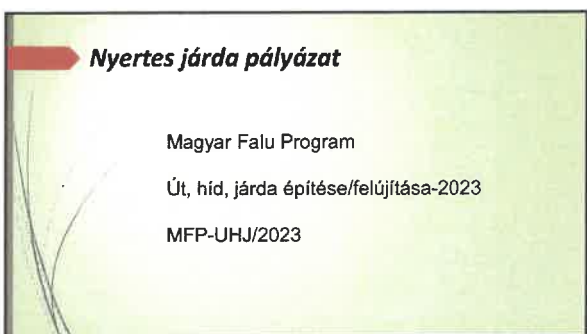 Nyertes járda pályázat
Magyar Falu Program
Út, híd, járda építése/felújítása-2023
MFP-UHJ/2023